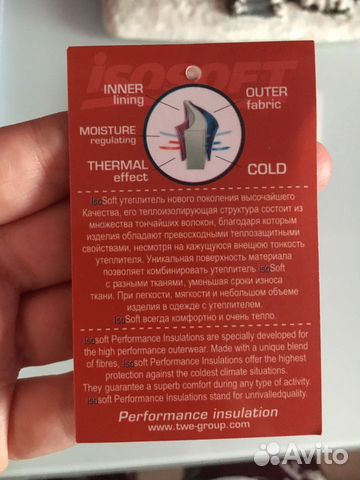 isosoft
INNER
lining
OUTER
fabric
MOISTURE
regulating
THERMAL
effect
COLD
isoSoft утеплитель нового поколения высочайшего
Качества, его теплоизолирующая структура состоит из
множества тончайших волокон, благодаря которым
изделия обладают превосходными теплозащитными
свойствами, несмотря на кажущуюся внешнюю тонкость
утеплителя. Уникальная поверхность материала
позволяет комбинировать утеплитель isoSoft
с разными тканями, уменьшая сроки износа
ткани. При легкости, мягкости и небольшом объеме
изделия в одежде с утеплителем.
isoSoft всегда комфортно и очень тепло.
isosoft Performance Insulations are specially developed for
the high performance outerwear. Made with a unique blend
of fibres, isosoft Performance Insulations offer the highest
protection against the coldest climate situations.
They guarantee a superb comfort during any type of activity.
isosoft Performance Insulations stand for unrivalledquality.
Performance insulation
www.twe-group.com
Avito